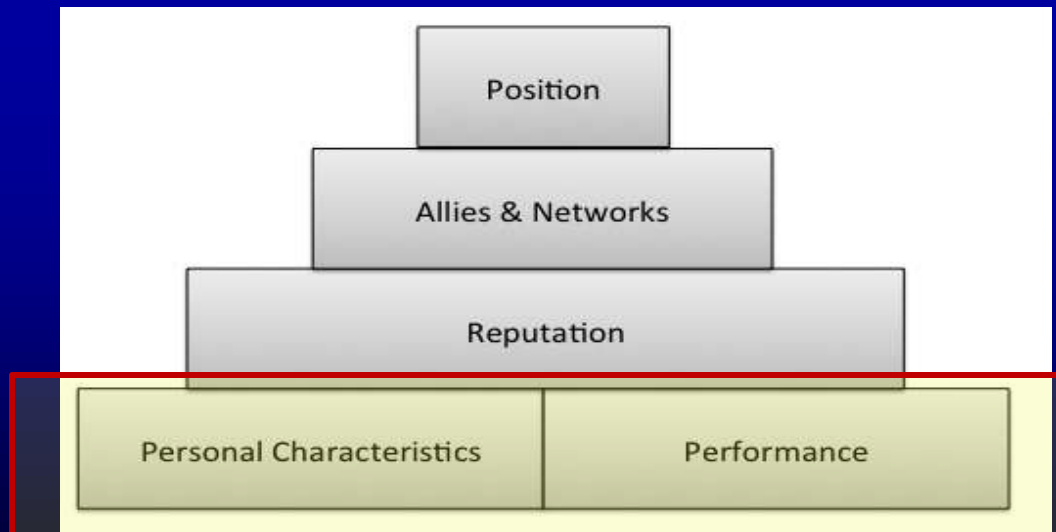 Position
Allies & Networks
Reputation
Personal Characteristics
Performance